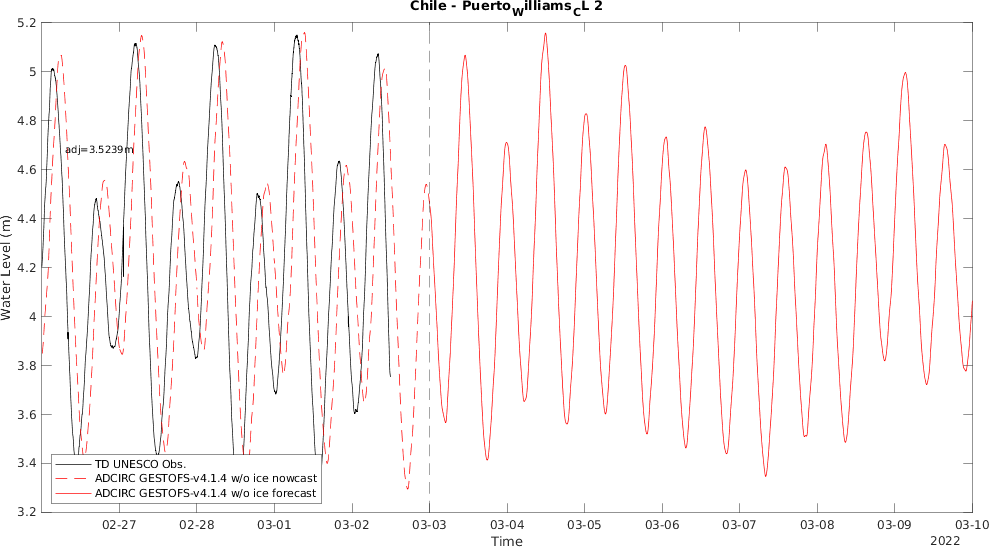 Chile - PuertoWilliamsCL 2
Water Level (m)
5.2
5
4.8
4.6
4.4
4.2
4
3.8
3.6
3.4
3.2
adj=3.5239m
TD UNESCO Obs.
ADCIRC GESTOFS-v4.1.4 w/o ice nowcast
ADCIRC GESTOFS-v4.1.4 w/o ice forecast
02-27 02-28 03-01 03-02 03-03 03-04 03-05 03-06 03-07 03-08 03-09 03-10
Time
2022